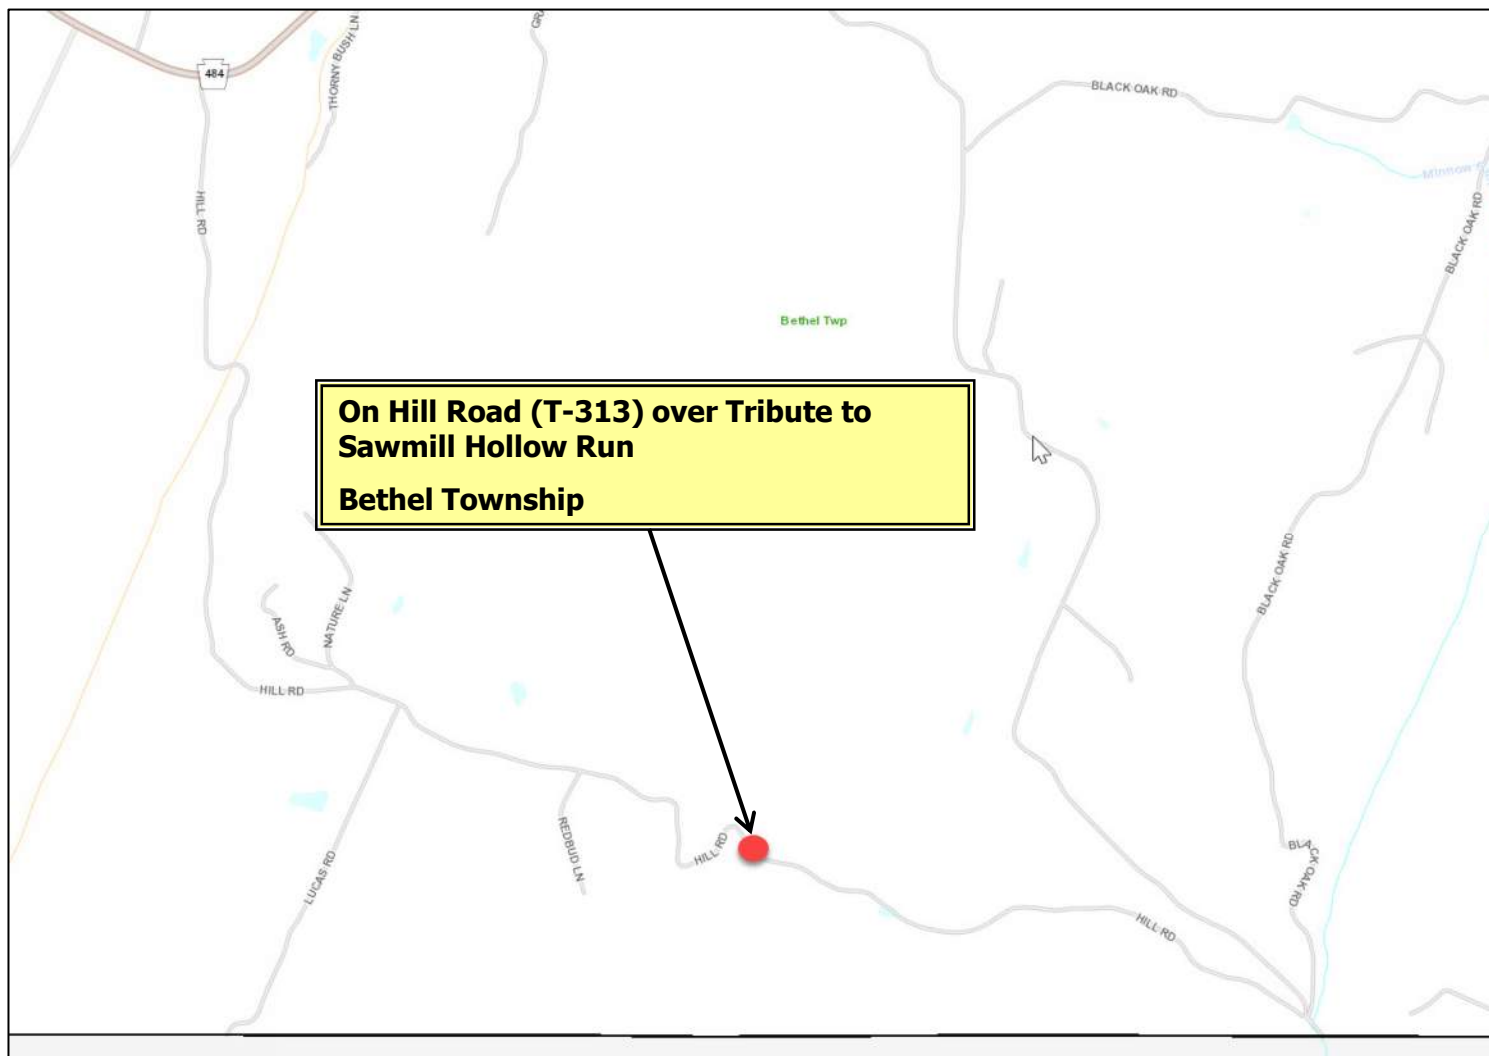 GR
THORNY BUSH LN
484
BLACK OAK RD
Minnow
HILL RD
BLACK OAK RD
Bethel Twp
On Hill Road (T-313) over Tribute to
Sawmill Hollow Run
Bethel Township
BLACK OAK RD
NATURE LN
ASH RD
HILL RD
HILL RD
REDBUD LN
LUCAS RD
BLACK OAK RD
HILL RD